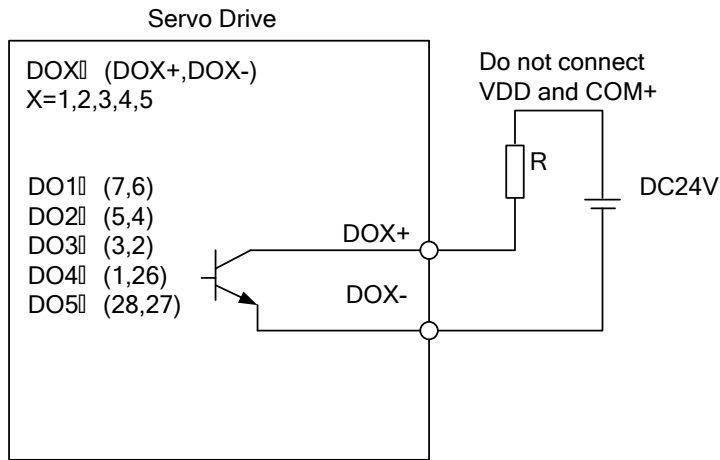 Servo Drive
DOX▯ (DOX+,DOX-)
X=1,2,3,4,5
Do not connect
VDD and COM+
R
DC24V
DO1▯ (7,6)
DO2▯ (5,4)
DO3▯ (3,2)
DO4▯ (1,26)
DO5▯ (28,27)
DOX+
DOX-